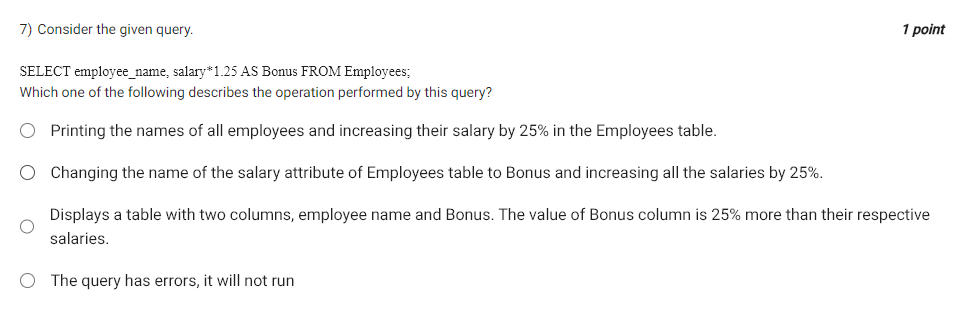 7) Consider the given query.
1 point
SELECT employee_name, salary*1.25 AS Bonus FROM Employees;
Which one of the following describes the operation performed by this query?
Printing the names of all employees and increasing their salary by 25% in the Employees table.
Changing the name of the salary attribute of Employees table to Bonus and increasing all the salaries by 25%.
Displays a table with two columns, employee name and Bonus. The value of Bonus column is 25% more than their respective
salaries.
The query has errors, it will not run